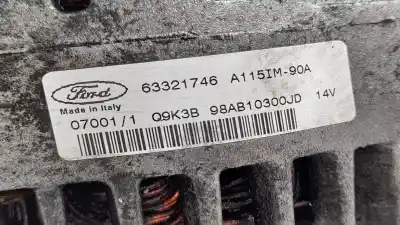 Ford 63321746 A115IM-90A
Made in Italy
07001/1 Q9K3B 98AB10300JD 14V